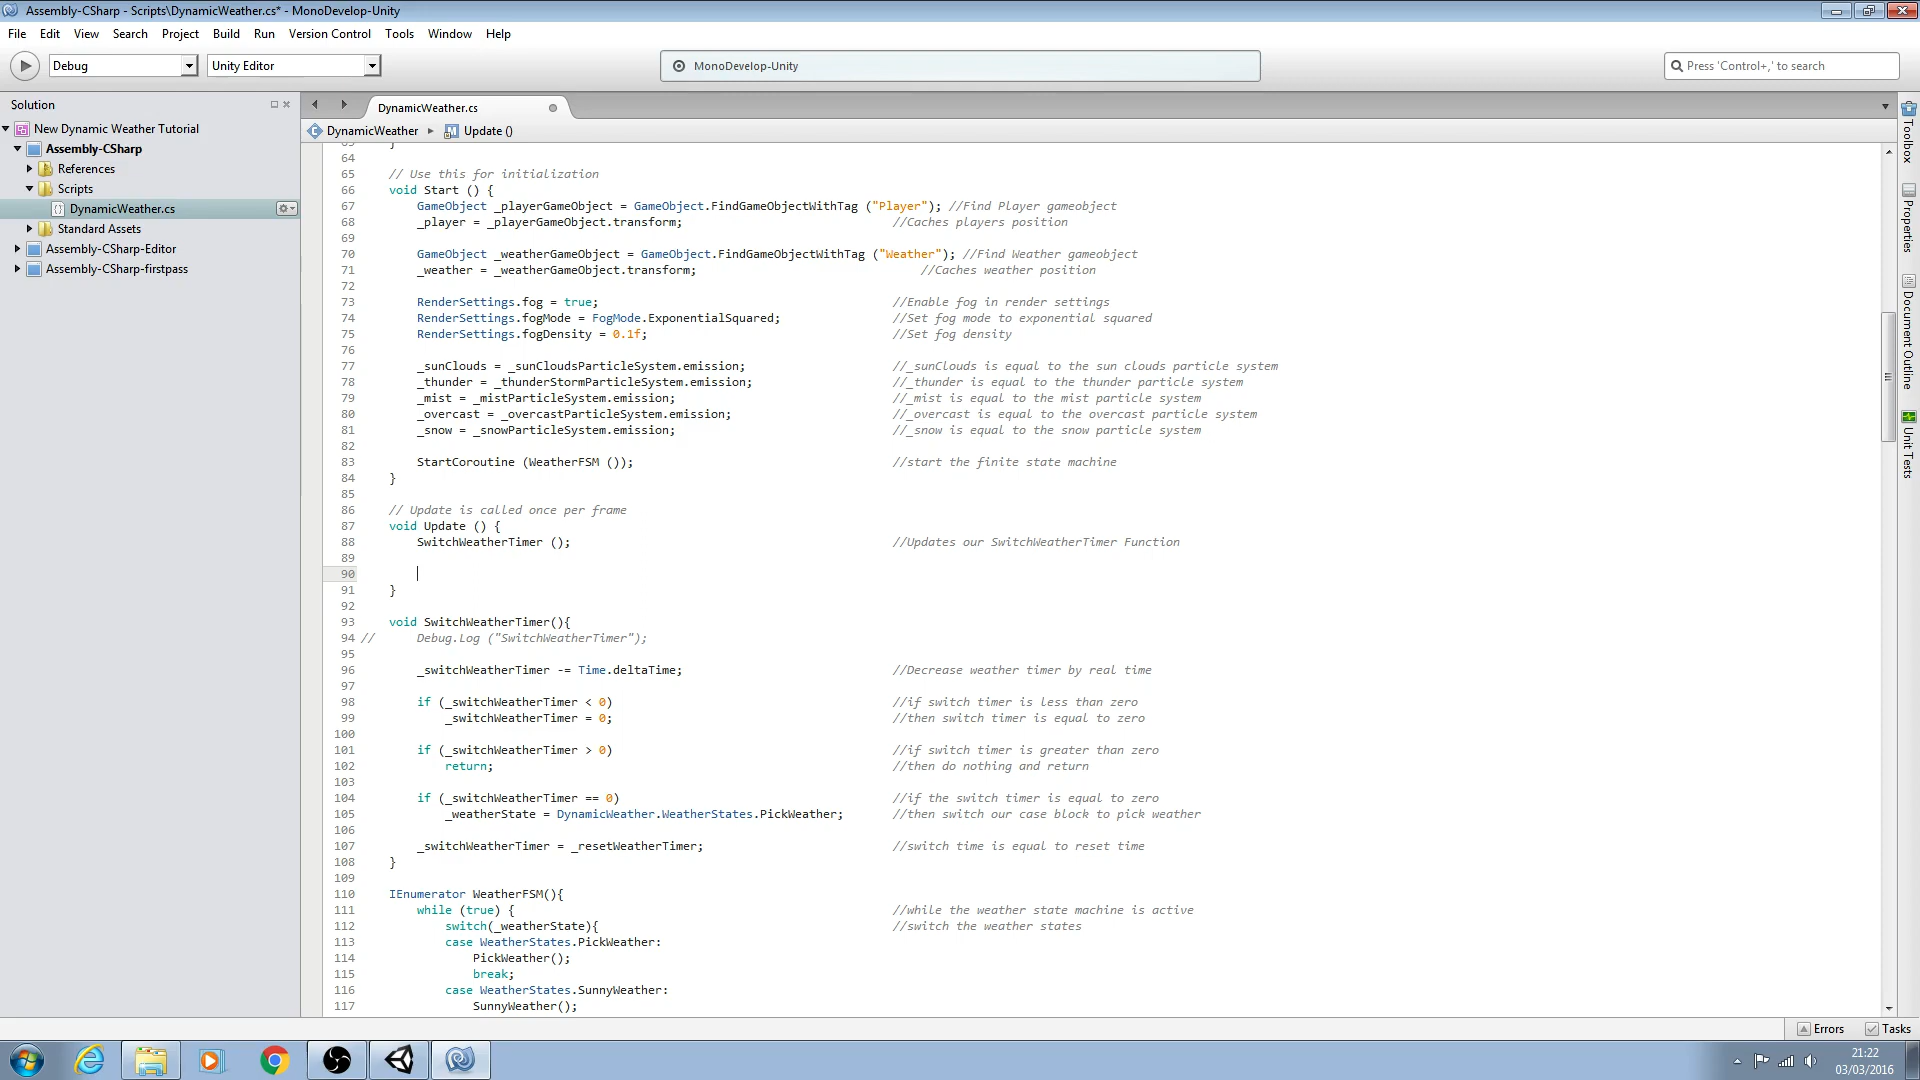 Assembly-CSharp - Scripts\DynamicWeather.cs* - MonoDevelop-Unity
File Edit View Search Project Build Run Version Control Tools Window Help
Debug Unity Editor MonoDevelop-Unity Press 'Control+,' to search
Solution
New Dynamic Weather Tutorial
Assembly-CSharp
References
Scripts
DynamicWeather.cs
Standard Assets
Assembly-CSharp-Editor
Assembly-CSharp-firstpass
DynamicWeather.cs
DynamicWeather Update ()
63 }
64
65 // Use this for initialization
66 void Start () {
67 GameObject _playerGameObject = GameObject.FindGameObjectWithTag ("Player"); //Find Player gameobject
68 _player = _playerGameObject.transform; //Caches players position
69
70 GameObject _weatherGameObject = GameObject.FindGameObjectWithTag ("Weather"); //Find Weather gameobject
71 _weather = _weatherGameObject.transform; //Caches weather position
72
73 RenderSettings.fog = true; //Enable fog in render settings
74 RenderSettings.fogMode = FogMode.ExponentialSquared; //Set fog mode to exponential squared
75 RenderSettings.fogDensity = 0.1f; //Set fog density
76
77 _sunClouds = _sunCloudsParticleSystem.emission; //_sunClouds is equal to the sun clouds particle system
78 _thunder = _thunderStormParticleSystem.emission; //_thunder is equal to the thunder particle system
79 _mist = _mistParticleSystem.emission; //_mist is equal to the mist particle system
80 _overcast = _overcastParticleSystem.emission; //_overcast is equal to the overcast particle system
81 _snow = _snowParticleSystem.emission; //_snow is equal to the snow particle system
82
83 StartCoroutine (WeatherFSM ()); //start the finite state machine
84 }
85
86 // Update is called once per frame
87 void Update () {
88 SwitchWeatherTimer (); //Updates our SwitchWeatherTimer Function
89
90
91 }
92
93 void SwitchWeatherTimer(){
94 // Debug.Log ("SwitchWeatherTimer");
95
96 _switchWeatherTimer -= Time.deltaTime; //Decrease weather timer by real time
97
98 if (_switchWeatherTimer < 0) //if switch timer is less than zero
99 _switchWeatherTimer = 0; //then switch timer is equal to zero
100
101 if (_switchWeatherTimer > 0) //if switch timer is greater than zero
102 return; //then do nothing and return
103
104 if (_switchWeatherTimer == 0) //if the switch timer is equal to zero
105 _weatherState = DynamicWeather.WeatherStates.PickWeather; //then switch our case block to pick weather
106
107 _switchWeatherTimer = _resetWeatherTimer; //switch time is equal to reset time
108 }
109
110 IEnumerator WeatherFSM(){
111 while (true) { //while the weather state machine is active
112 switch(_weatherState){ //switch the weather states
113 case WeatherStates.PickWeather:
114 PickWeather();
115 break;
116 case WeatherStates.SunnyWeather:
117 SunnyWeather();
Toolbox
Properties
Document Outline
Unit Tests
Errors Tasks
21:22
03/03/2016